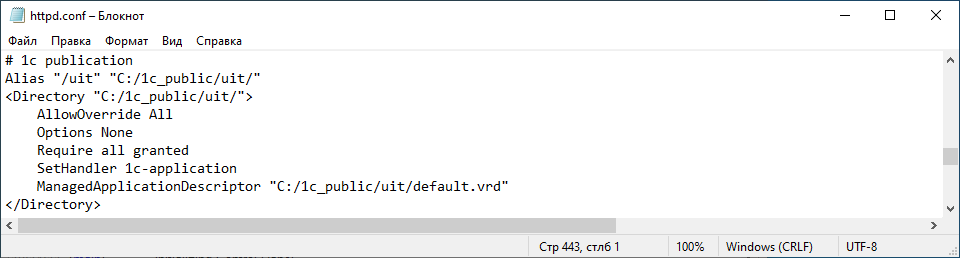 httpd.conf – Блокнот
Файл Правка Формат Вид Справка
# 1c publication
Alias "/uit" "C:/1c_public/uit/"
<Directory "C:/1c_public/uit/">
    AllowOverride All
    Options None
    Require all granted
    SetHandler 1c-application
    ManagedApplicationDescriptor "C:/1c_public/uit/default.vrd"
</Directory>
Стр 443, стлб 1 100% Windows (CRLF) UTF-8